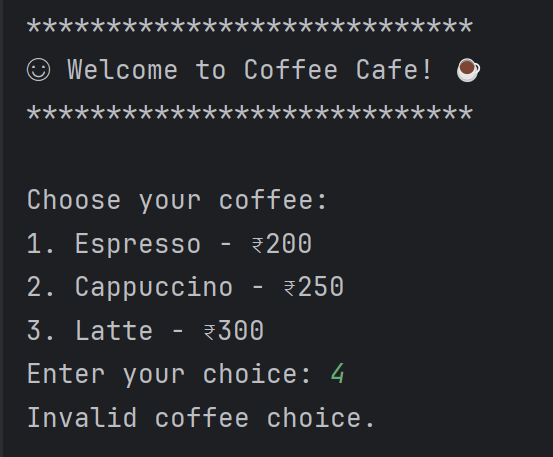 ****************************
☺ Welcome to Coffee Cafe! ☕
****************************
Choose your coffee:
1. Espresso - ₹200
2. Cappuccino - ₹250
3. Latte - ₹300
Enter your choice: 4
Invalid coffee choice.